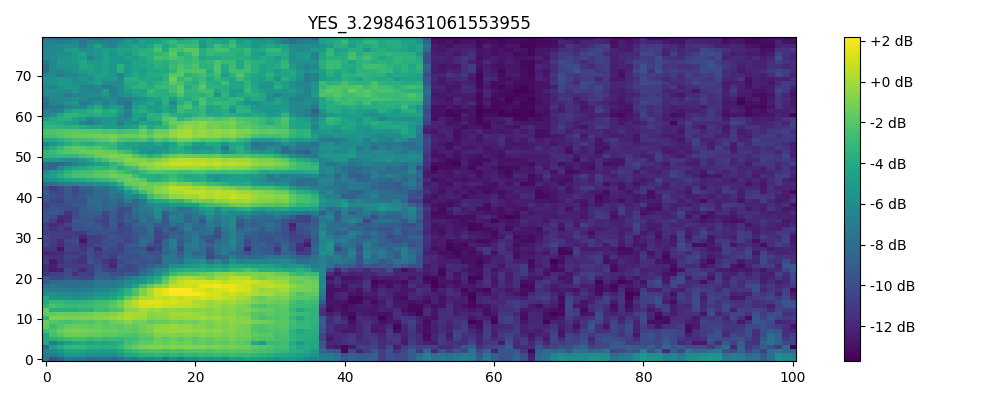 YES_3.2984631061553955
70
60
50
40
30
20
10
0
0 20 40 60 80 100
+2 dB
+0 dB
-2 dB
-4 dB
-6 dB
-8 dB
-10 dB
-12 dB